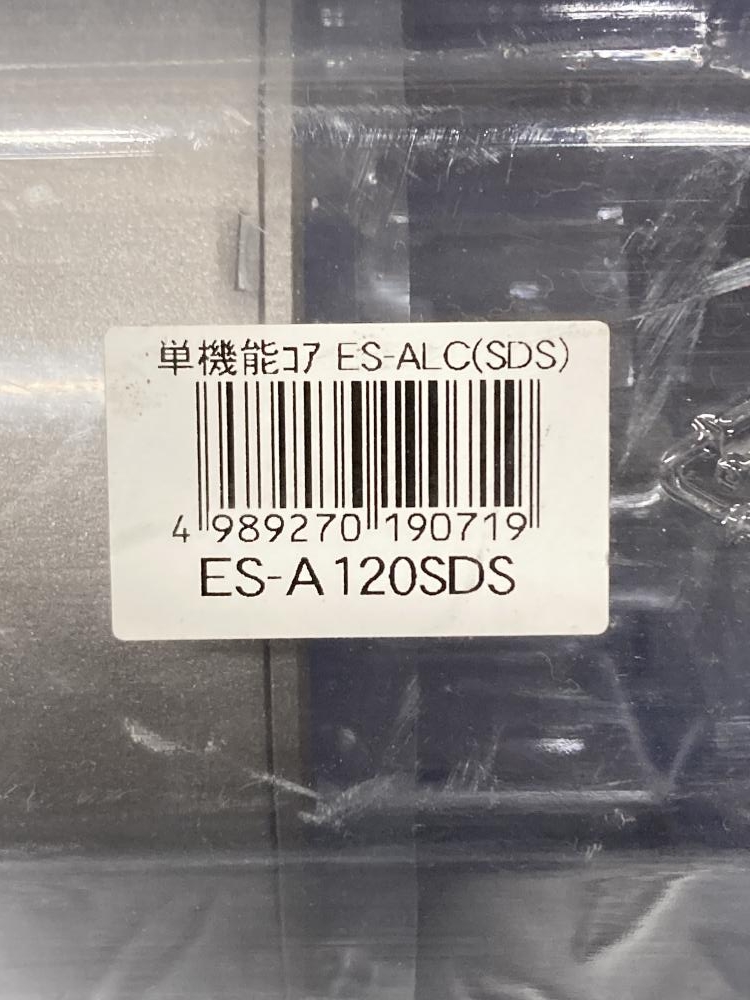 単機能ｺｱ ES-ALC(SDS)
4 989270 190719
ES-A120SDS